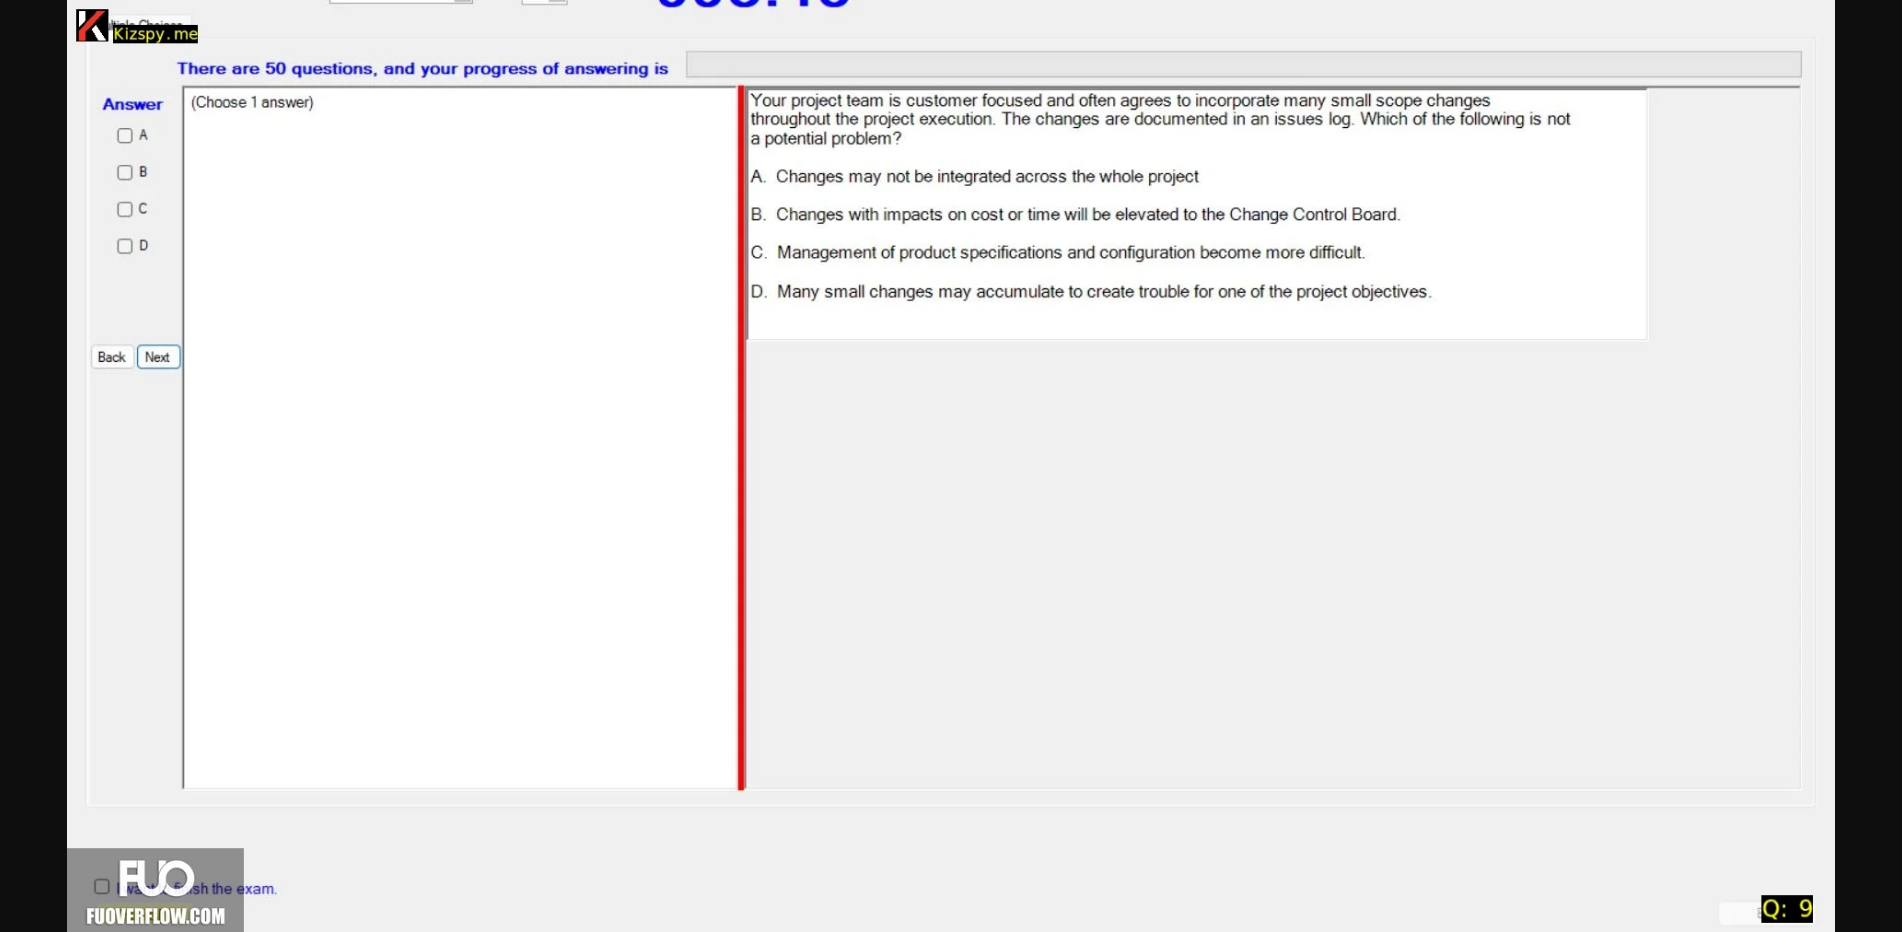 Kizspy.me
There are 50 questions, and your progress of answering is
Answer
(Choose 1 answer)
A
B
C
D
Back
Next
Your project team is customer focused and often agrees to incorporate many small scope changes
throughout the project execution. The changes are documented in an issues log. Which of the following is not
a potential problem?
A. Changes may not be integrated across the whole project
B. Changes with impacts on cost or time will be elevated to the Change Control Board.
C. Management of product specifications and configuration become more difficult.
D. Many small changes may accumulate to create trouble for one of the project objectives.
FUO
the exam.
FUOVERFLOW.COM
Q: 9